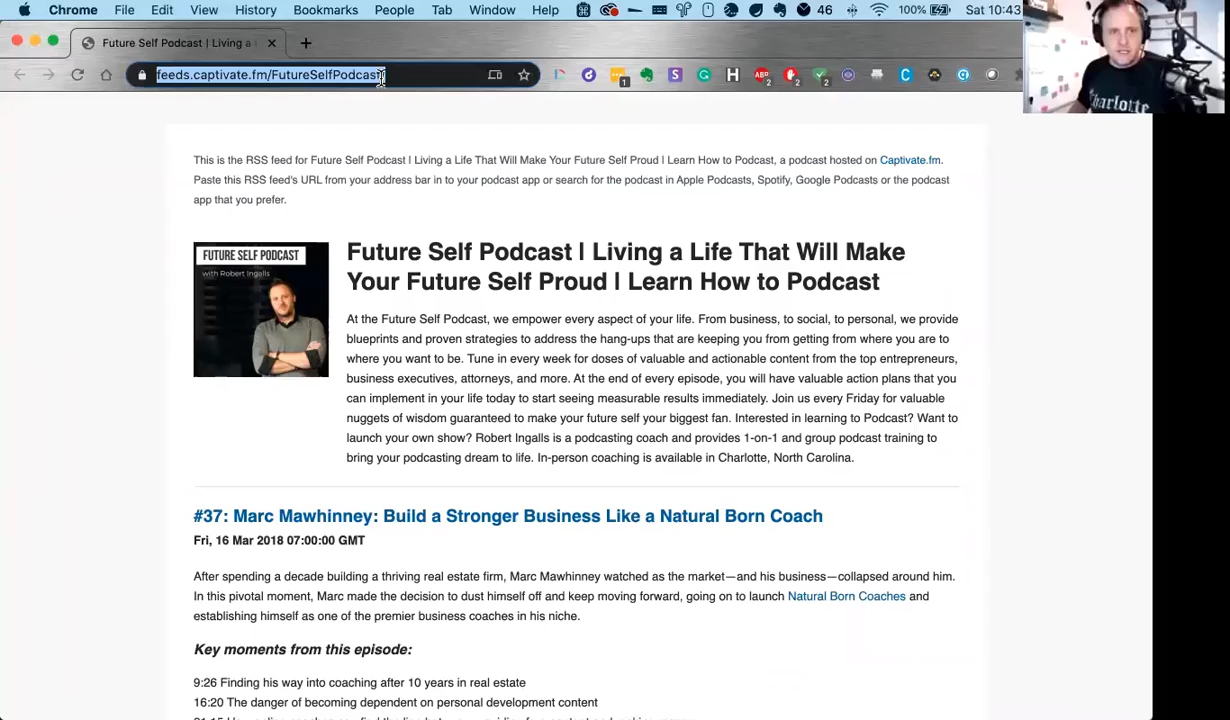 Chrome File Edit View History Bookmarks People Tab Window Help 46 100% Sat 10:43
Future Self Podcast | Living a
feeds.captivate.fm/FutureSelfPodcast/
This is the RSS feed for Future Self Podcast | Living a Life That Will Make Your Future Self Proud | Learn How to Podcast, a podcast hosted on Captivate.fm.
Paste this RSS feed's URL from your address bar in to your podcast app or search for the podcast in Apple Podcasts, Spotify, Google Podcasts or the podcast
app that you prefer.
FUTURE SELF PODCAST
with Robert Ingalls
Future Self Podcast | Living a Life That Will Make
Your Future Self Proud | Learn How to Podcast
At the Future Self Podcast, we empower every aspect of your life. From business, to social, to personal, we provide
blueprints and proven strategies to address the hang-ups that are keeping you from getting from where you are to
where you want to be. Tune in every week for doses of valuable and actionable content from the top entrepreneurs,
business executives, attorneys, and more. At the end of every episode, you will have valuable action plans that you
can implement in your life today to start seeing measurable results immediately. Join us every Friday for valuable
nuggets of wisdom guaranteed to make your future self your biggest fan. Interested in learning to Podcast? Want to
launch your own show? Robert Ingalls is a podcasting coach and provides 1-on-1 and group podcast training to
bring your podcasting dream to life. In-person coaching is available in Charlotte, North Carolina.
#37: Marc Mawhinney: Build a Stronger Business Like a Natural Born Coach
Fri, 16 Mar 2018 07:00:00 GMT
After spending a decade building a thriving real estate firm, Marc Mawhinney watched as the market—and his business—collapsed around him.
In this pivotal moment, Marc made the decision to dust himself off and keep moving forward, going on to launch Natural Born Coaches and
establishing himself as one of the premier business coaches in his niche.
Key moments from this episode:
9:26 Finding his way into coaching after 10 years in real estate
16:20 The danger of becoming dependent on personal development content
Charlotte